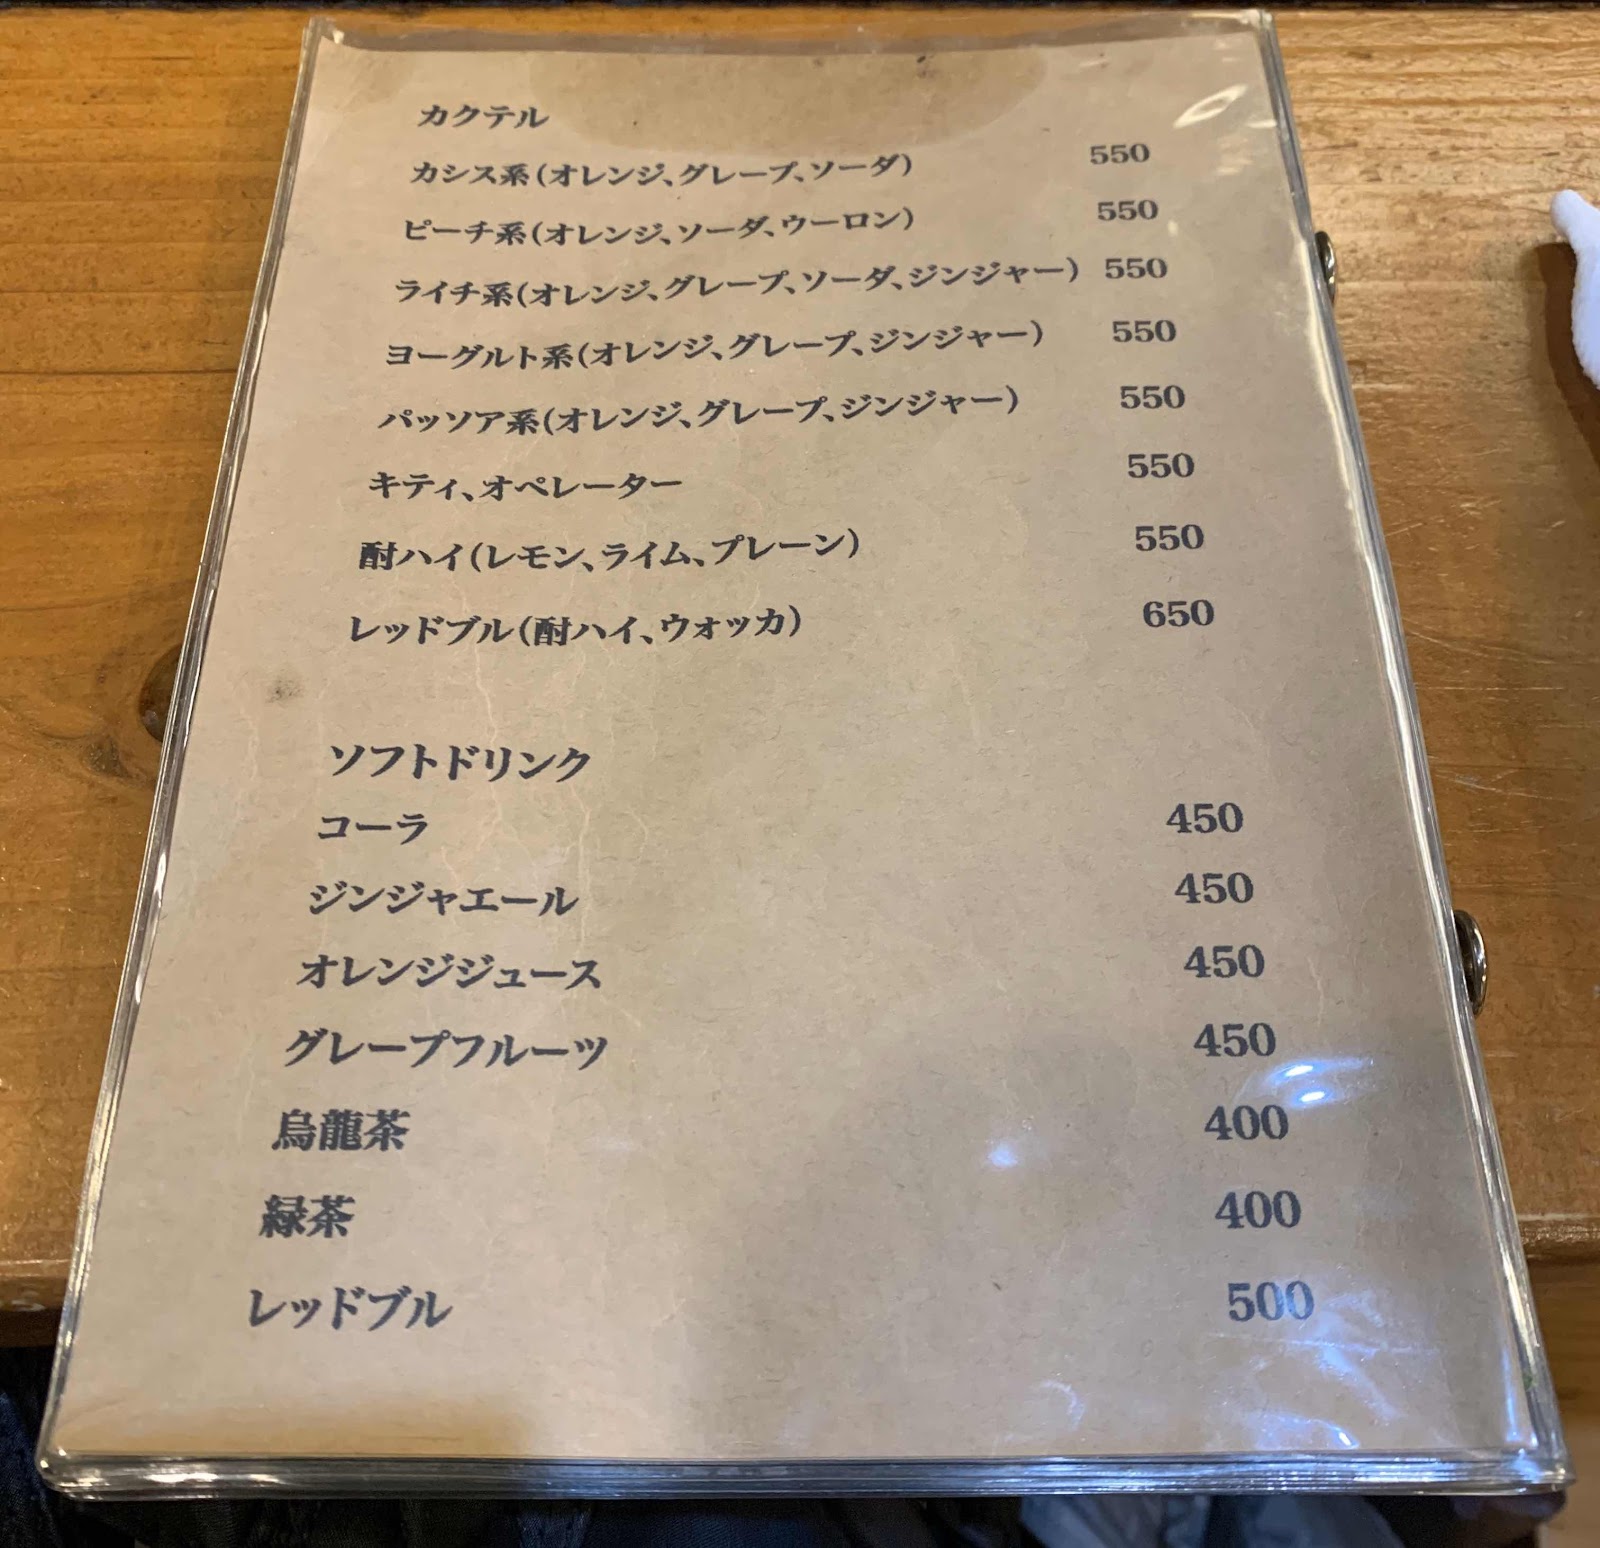 カクテル
カシス系(オレンジ、グレープ、ソーダ) 550
ピーチ系(オレンジ、ソーダ、ウーロン) 550
ライチ系(オレンジ、グレープ、ソーダ、ジンジャー) 550
ヨーグルト系(オレンジ、グレープ、ジンジャー) 550
パッソア系(オレンジ、グレープ、ジンジャー) 550
キティ、オペレーター 550
酎ハイ(レモン、ライム、プレーン) 550
レッドブル(酎ハイ、ウォッカ) 650
ソフトドリンク
コーラ 450
ジンジャエール 450
オレンジジュース 450
グレープフルーツ 450
烏龍茶 400
緑茶 400
レッドブル 500